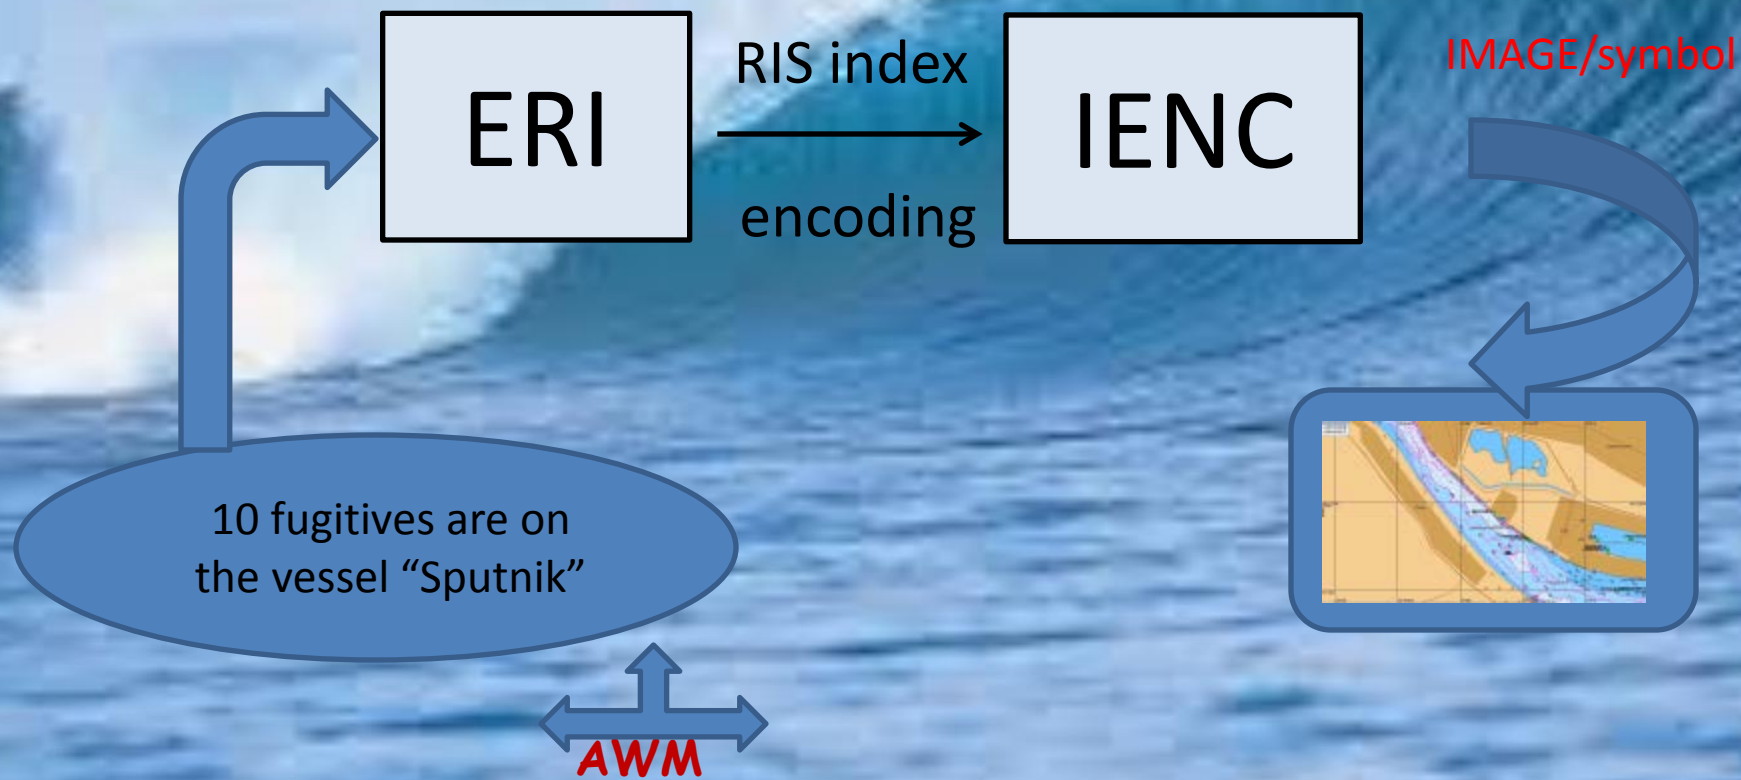 ERI
RIS index
encoding
IENC
IMAGE/symbol
10 fugitives are on
the vessel “Sputnik”
AWM